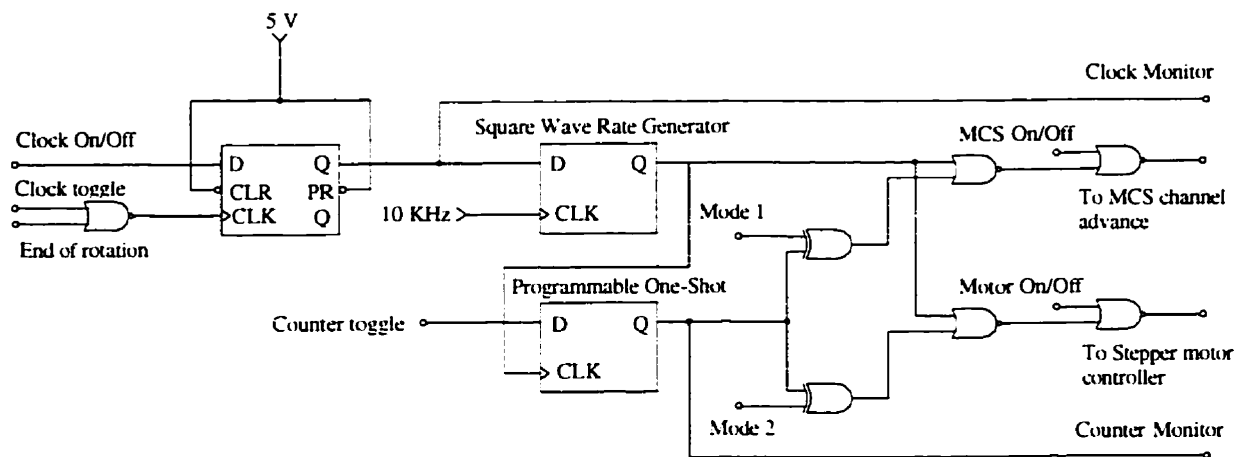 5 V
Clock Monitor
Square Wave Rate Generator
Clock On/Off
MCS On/Off
D
Q
D
Q
CLR
PR
Clock toggle
CLK
Q
10 KHz
CLK
Mode 1
To MCS channel
advance
End of rotation
Programmable One-Shot
Motor On/Off
Counter toggle
D
Q
CLK
To Stepper motor
controller
Mode 2
Counter Monitor